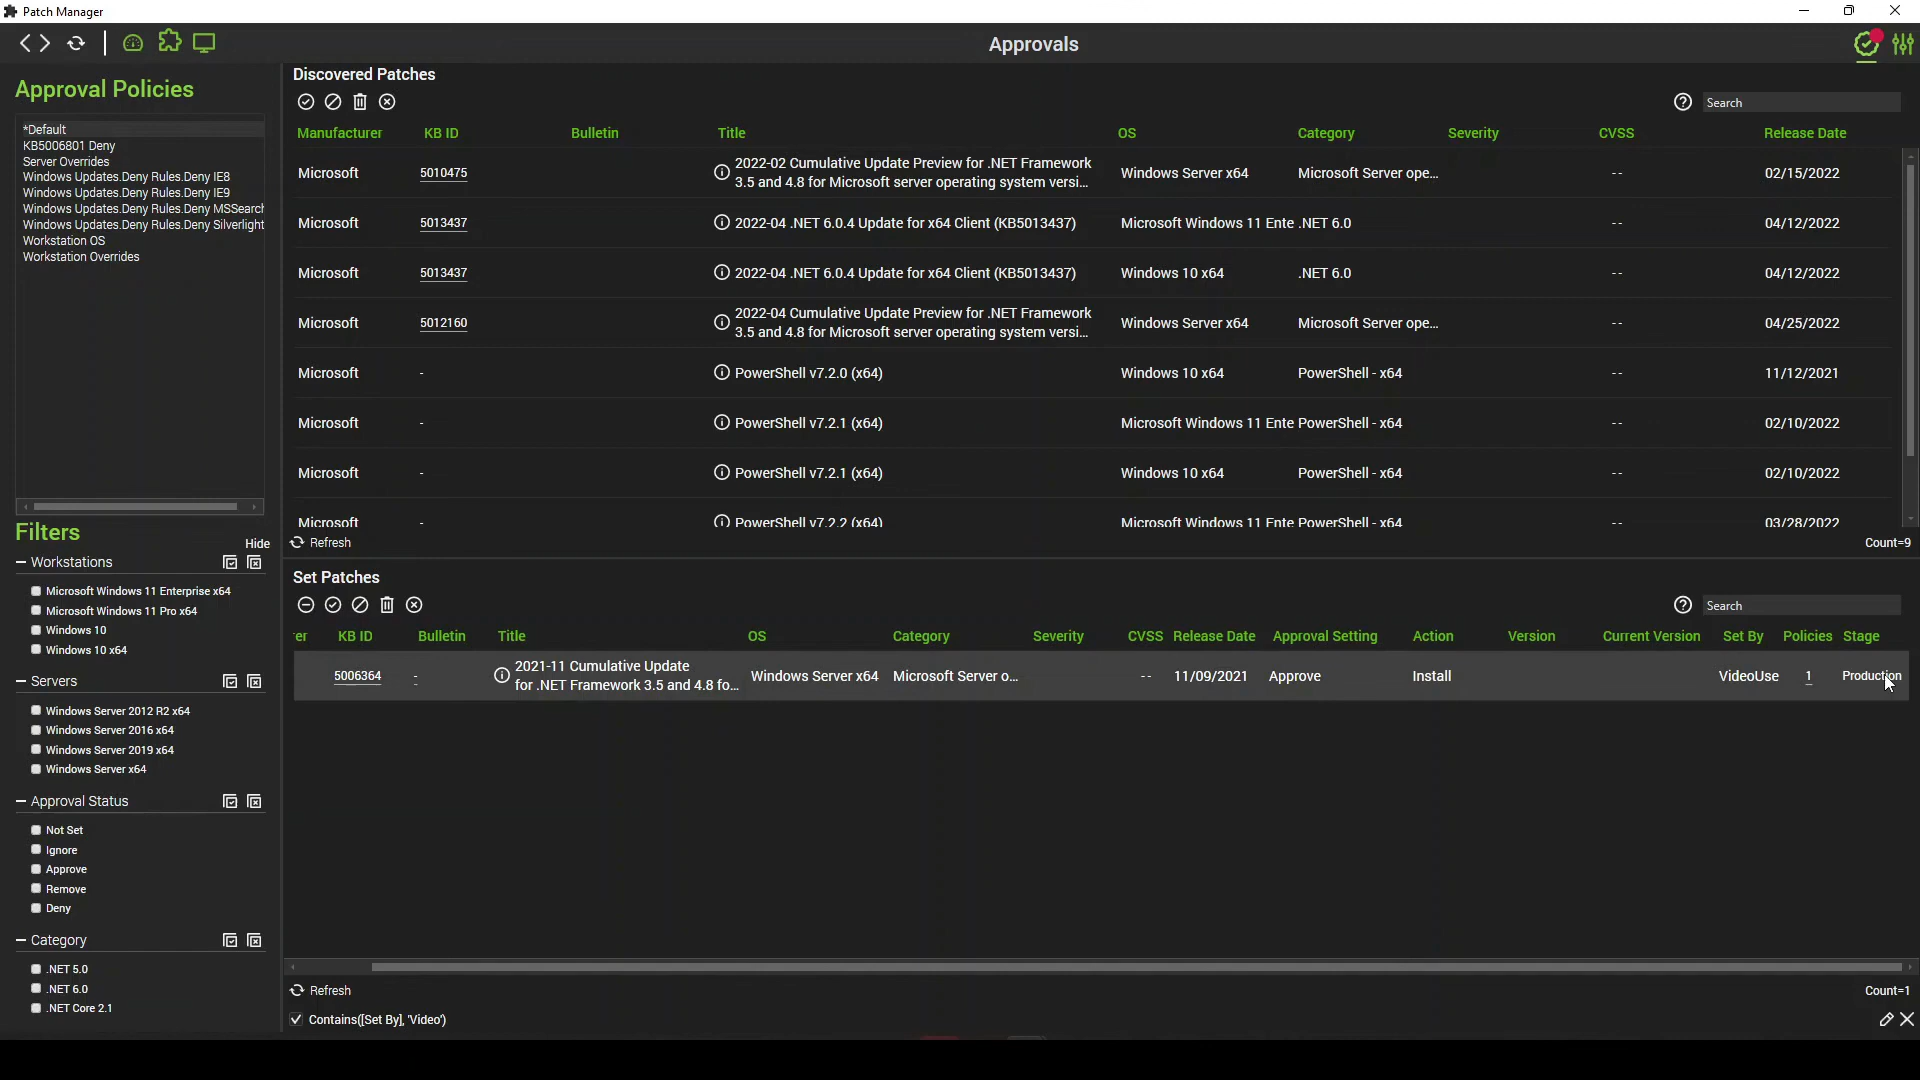 Patch Manager
Approvals
Approval Policies
*Default
KB5006801 Deny
Server Overrides
Windows Updates.Deny Rules.Deny IE8
Windows Updates.Deny Rules.Deny IE9
Windows Updates.Deny Rules.Deny MSSearch
Windows Updates.Deny Rules.Deny Silverlight
Workstation OS
Workstation Overrides
Filters
Hide
Workstations
Microsoft Windows 11 Enterprise x64
Microsoft Windows 11 Pro x64
Windows 10
Windows 10 x64
Servers
Windows Server 2012 R2 x64
Windows Server 2016 x64
Windows Server 2019 x64
Windows Server x64
Approval Status
Not Set
Ignore
Approve
Remove
Deny
Category
.NET 5.0
.NET 6.0
.NET Core 2.1
Discovered Patches
Search
Manufacturer KB ID Bulletin Title OS Category Severity CVSS Release Date
Microsoft 5010475 2022-02 Cumulative Update Preview for .NET Framework Windows Server x64 Microsoft Server ope... -- 02/15/2022
3.5 and 4.8 for Microsoft server operating system versi...
Microsoft 5013437 2022-04 .NET 6.0.4 Update for x64 Client (KB5013437) Microsoft Windows 11 Ente .NET 6.0 -- 04/12/2022
Microsoft 5013437 2022-04 .NET 6.0.4 Update for x64 Client (KB5013437) Windows 10 x64 .NET 6.0 -- 04/12/2022
Microsoft 5012160 2022-04 Cumulative Update Preview for .NET Framework Windows Server x64 Microsoft Server ope... -- 04/25/2022
3.5 and 4.8 for Microsoft server operating system versi...
Microsoft - PowerShell v7.2.0 (x64) Windows 10 x64 PowerShell - x64 -- 11/12/2021
Microsoft - PowerShell v7.2.1 (x64) Microsoft Windows 11 Ente PowerShell - x64 -- 02/10/2022
Microsoft - PowerShell v7.2.1 (x64) Windows 10 x64 PowerShell - x64 -- 02/10/2022
Microsoft - PowerShell v7.2.2 (x64) Microsoft Windows 11 Ente PowerShell - x64 -- 03/28/2022
Refresh Count=9
Set Patches
Search
er KB ID Bulletin Title OS Category Severity CVSS Release Date Approval Setting Action Version Current Version Set By Policies Stage
5006364 - 2021-11 Cumulative Update Windows Server x64 Microsoft Server o... -- 11/09/2021 Approve Install VideoUse 1 Production
for .NET Framework 3.5 and 4.8 fo...
Refresh Count=1
Contains([Set By], 'Video')